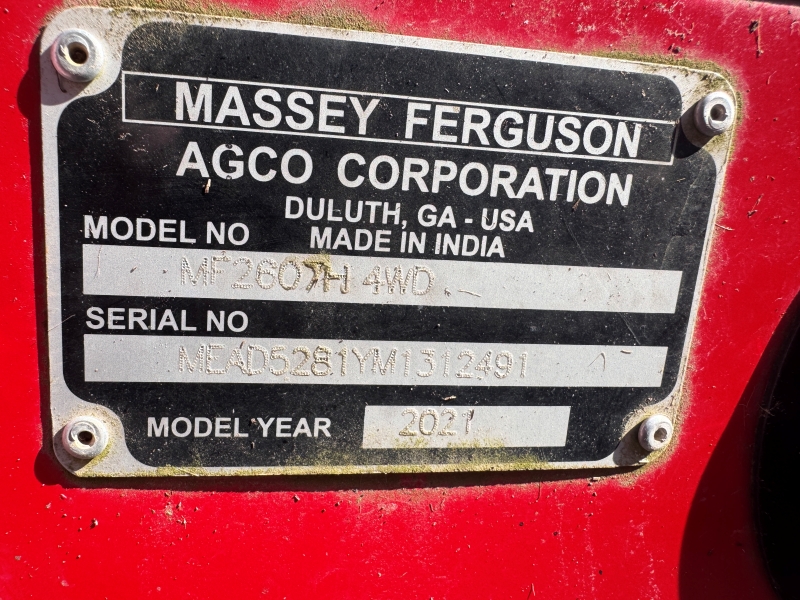 MASSEY FERGUSON
AGCO CORPORATION
DULUTH, GA - USA
MADE IN INDIA
MODEL NO
MF2607H 4WD
SERIAL NO
MEAD5281YM1312491
MODEL YEAR 2021